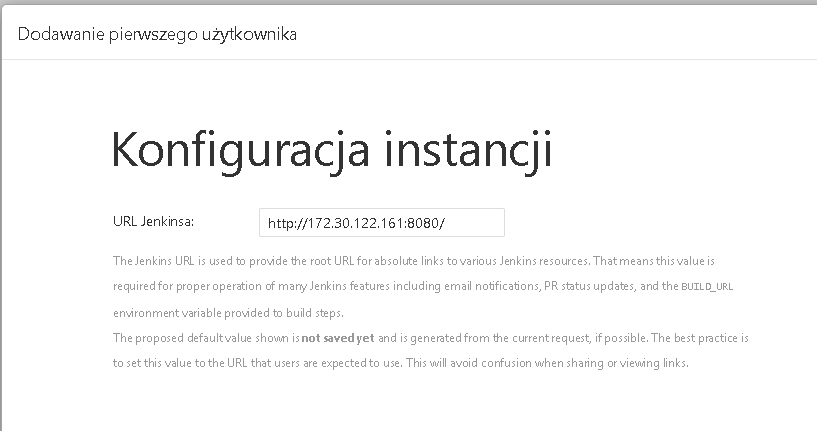 Dodawanie pierwszego użytkownika
Konfiguracja instancji
URL Jenkinsa: http://172.30.122.161:8080/
The Jenkins URL is used to provide the root URL for absolute links to various Jenkins resources. That means this value is
required for proper operation of many Jenkins features including email notifications, PR status updates, and the BUILD_URL
environment variable provided to build steps.
The proposed default value shown is not saved yet and is generated from the current request, if possible. The best practice is
to set this value to the URL that users are expected to use. This will avoid confusion when sharing or viewing links.